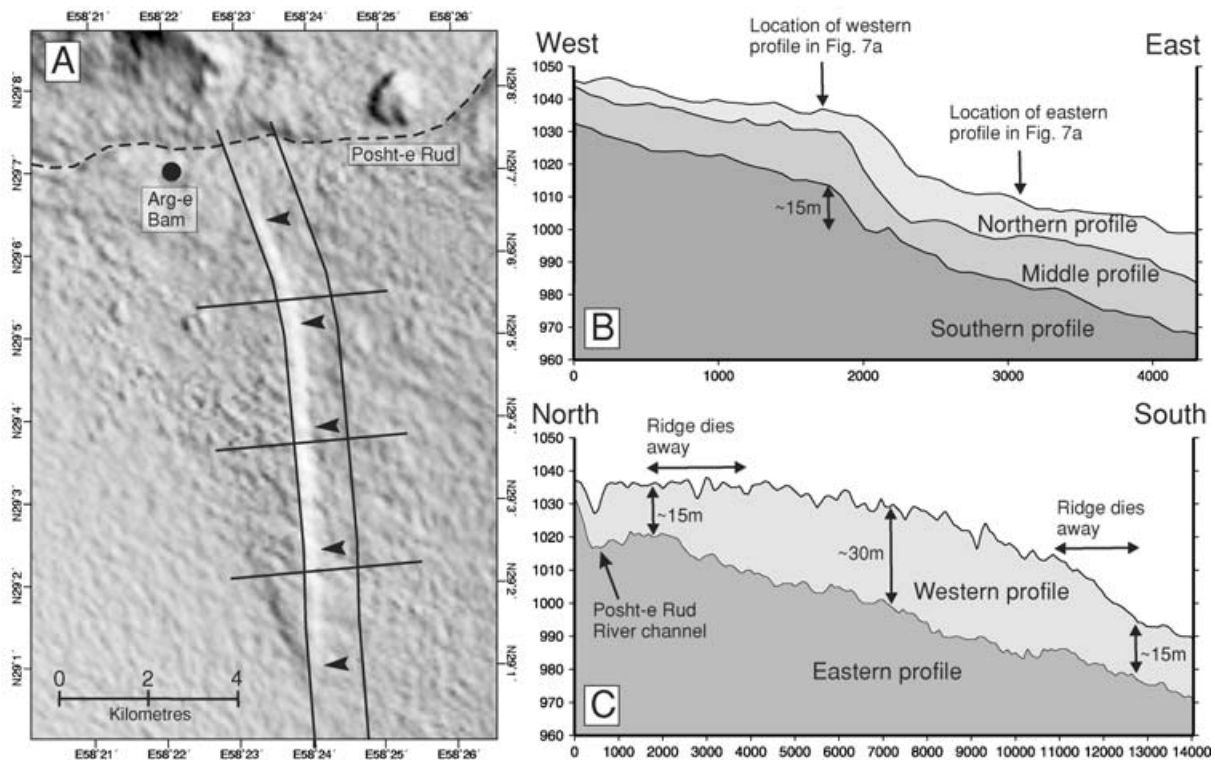 E58°21´ E58°22´ E58°23´ E58°24´ E58°25´ E58°26´
A
N29°8´
N29°7´
N29°6´
N29°5´
N29°4´
N29°3´
N29°2´
N29°1´
N29°8´
N29°7´
N29°6´
N29°5´
N29°4´
N29°3´
N29°2´
N29°1´
Posht-e Rud
Arg-e
Bam
0 2 4
Kilometres
E58°21´ E58°22´ E58°23´ E58°24´ E58°25´ E58°26´
West
East
Location of western
profile in Fig. 7a
Location of eastern
profile in Fig. 7a
1050
1040
1030
1020
1010
1000
990
980
970
960
~15m
Northern profile
Middle profile
Southern profile
B
0 1000 2000 3000 4000
North
South
Ridge dies
away
Ridge dies
away
1050
1040
1030
1020
1010
1000
990
980
970
960
~15m
~30m
~15m
Western profile
Posht-e Rud
River channel
Eastern profile
C
0 1000 2000 3000 4000 5000 6000 7000 8000 9000 10000 11000 12000 13000 14000